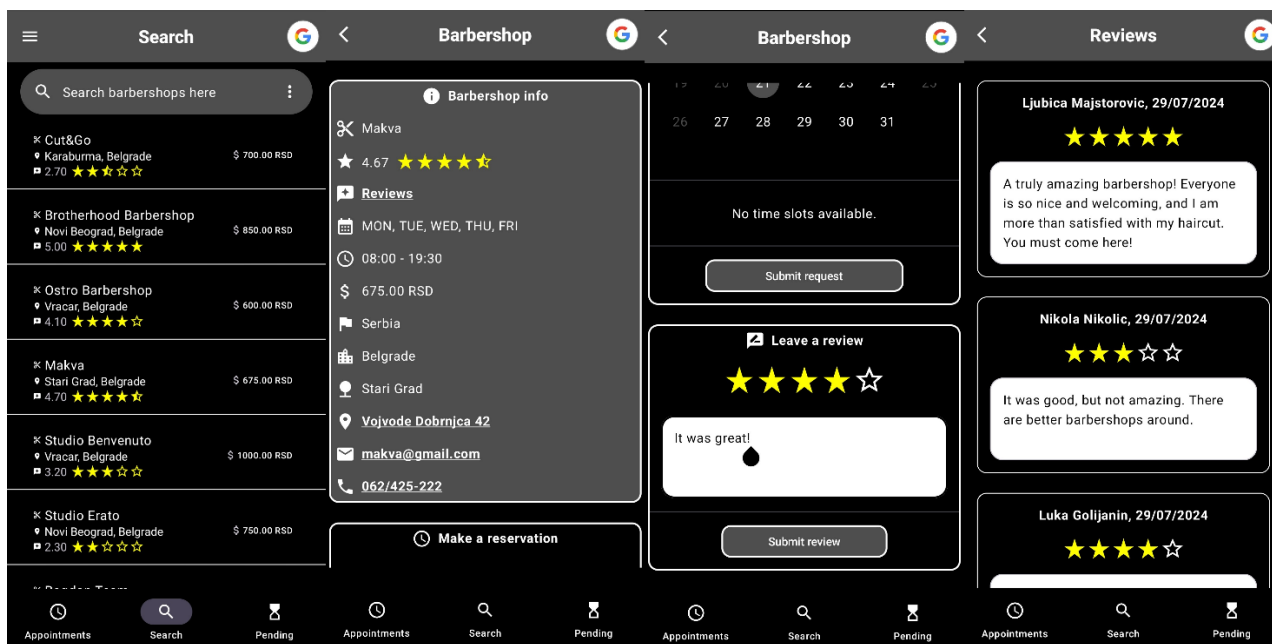 Search
Search barbershops here
Cut&Go
Karaburma, Belgrade
2.70
$ 700.00 RSD
Brotherhood Barbershop
Novi Beograd, Belgrade
5.00
$ 850.00 RSD
Ostro Barbershop
Vracar, Belgrade
4.10
$ 600.00 RSD
Makva
Stari Grad, Belgrade
4.70
$ 675.00 RSD
Studio Benvenuto
Vracar, Belgrade
3.20
$ 1000.00 RSD
Studio Erato
Novi Beograd, Belgrade
2.30
$ 750.00 RSD
Appointments
Search
Pending
Barbershop
Barbershop info
Makva
4.67
Reviews
MON, TUE, WED, THU, FRI
08:00 - 19:30
$ 675.00 RSD
Serbia
Belgrade
Stari Grad
Vojvode Dobrnjca 42
makva@gmail.com
062/425-222
Make a reservation
Appointments
Search
Pending
Barbershop
19 20 21 22 23 24 25
26 27 28 29 30 31
No time slots available.
Submit request
Leave a review
It was great!
Submit review
Appointments
Search
Pending
Reviews
Ljubica Majstorovic, 29/07/2024
A truly amazing barbershop! Everyone
is so nice and welcoming, and I am
more than satisfied with my haircut.
You must come here!
Nikola Nikolic, 29/07/2024
It was good, but not amazing. There
are better barbershops around.
Luka Golijanin, 29/07/2024
Appointments
Search
Pending